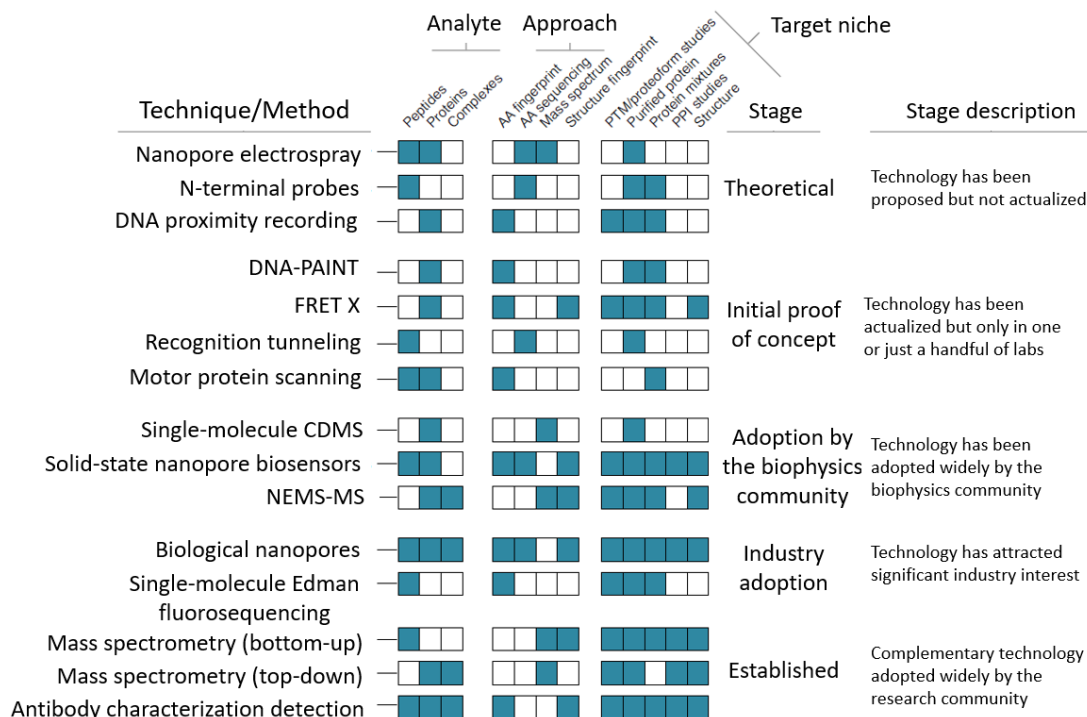 Analyte
Approach
Target niche
Technique/Method
Peptides
Proteins
Complexes
AA fingerprint
AA sequencing
Mass spectrum
Structure fingerprint
PTM/proteoform studies
Purified protein
Protein mixtures
PPI studies
Structure
Stage
Stage description
Nanopore electrospray
N-terminal probes
DNA proximity recording
Theoretical
Technology has been
proposed but not actualized
DNA-PAINT
FRET X
Recognition tunneling
Motor protein scanning
Initial proof
of concept
Technology has been
actualized but only in one
or just a handful of labs
Single-molecule CDMS
Solid-state nanopore biosensors
NEMS-MS
Adoption by
the biophysics
community
Technology has been
adopted widely by the
biophysics community
Biological nanopores
Single-molecule Edman
fluorosequencing
Industry
adoption
Technology has attracted
significant industry interest
Mass spectrometry (bottom-up)
Mass spectrometry (top-down)
Antibody characterization detection
Established
Complementary technology
adopted widely by the
research community